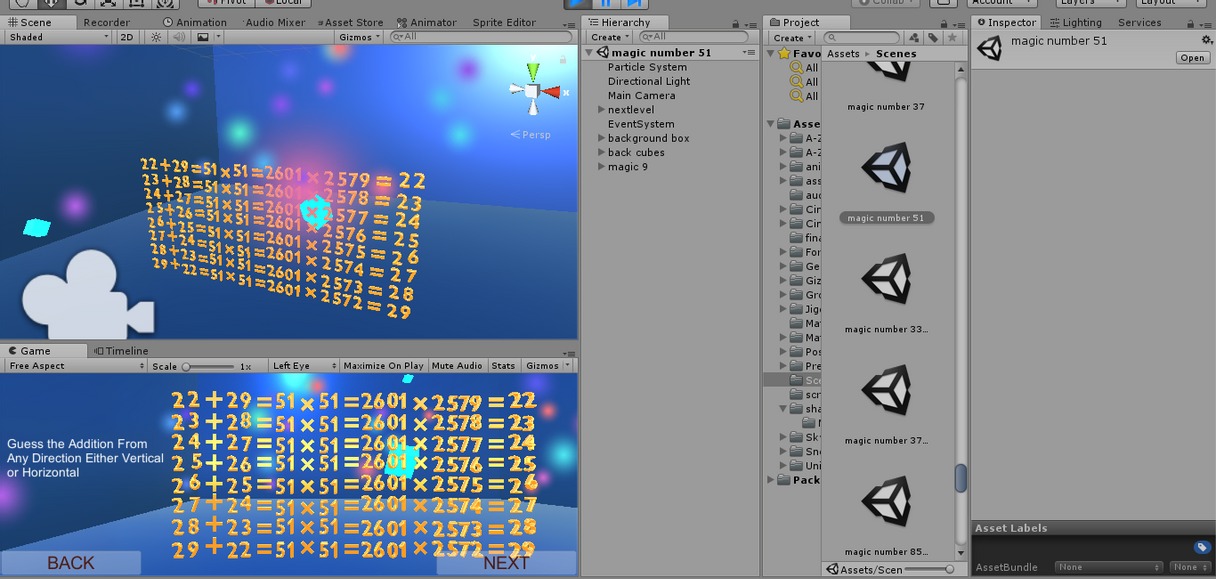 Pivot
Local
Collab
Account
Layers
Layout
Scene
Recorder
Animation
Audio Mixer
Asset Store
Animator
Sprite Editor
Shaded
2D
Gizmos
All
Persp
22+29=51×51=2601×2579=22
23+28=51×51=2601×2578=23
24+27=51×51=2601×2577=24
25+26=51×51=2601×2576=25
26+25=51×51=2601×2575=26
27+24=51×51=2601×2574=27
28+23=51×51=2601×2573=28
29+22=51×51=2601×2572=29
Game
Timeline
Free Aspect
Scale
1x
Left Eye
Maximize On Play
Mute Audio
Stats
Gizmos
Guess the Addition From
Any Direction Either Vertical
or Horizontal
22+29=51×51=2601×2579=22
23+28=51×51=2601×2578=23
24+27=51×51=2601×2577=24
25+26=51×51=2601×2576=25
26+25=51×51=2601×2575=26
27+24=51×51=2601×2574=27
28+23=51×51=2601×2573=28
29+22=51×51=2601×2572=29
BACK
NEXT
Hierarchy
Create
All
magic number 51
Particle System
Directional Light
Main Camera
nextlevel
EventSystem
background box
back cubes
magic 9
Project
Create
Favo
All
All
All
Asse
A-Z
A-Z
ani
ass
aud
Cin
Cin
fina
For
Ge
Giz
Gro
Jig
Mat
Mat
Pos
Pre
Sce
scr
sha
Sk
Sno
Uni
Pack
Assets ▸ Scenes
magic number 37
magic number 51
magic number 33...
magic number 37...
magic number 85...
Assets/Scen
Inspector
Lighting
Services
magic number 51
Open
Asset Labels
AssetBundle
None
None